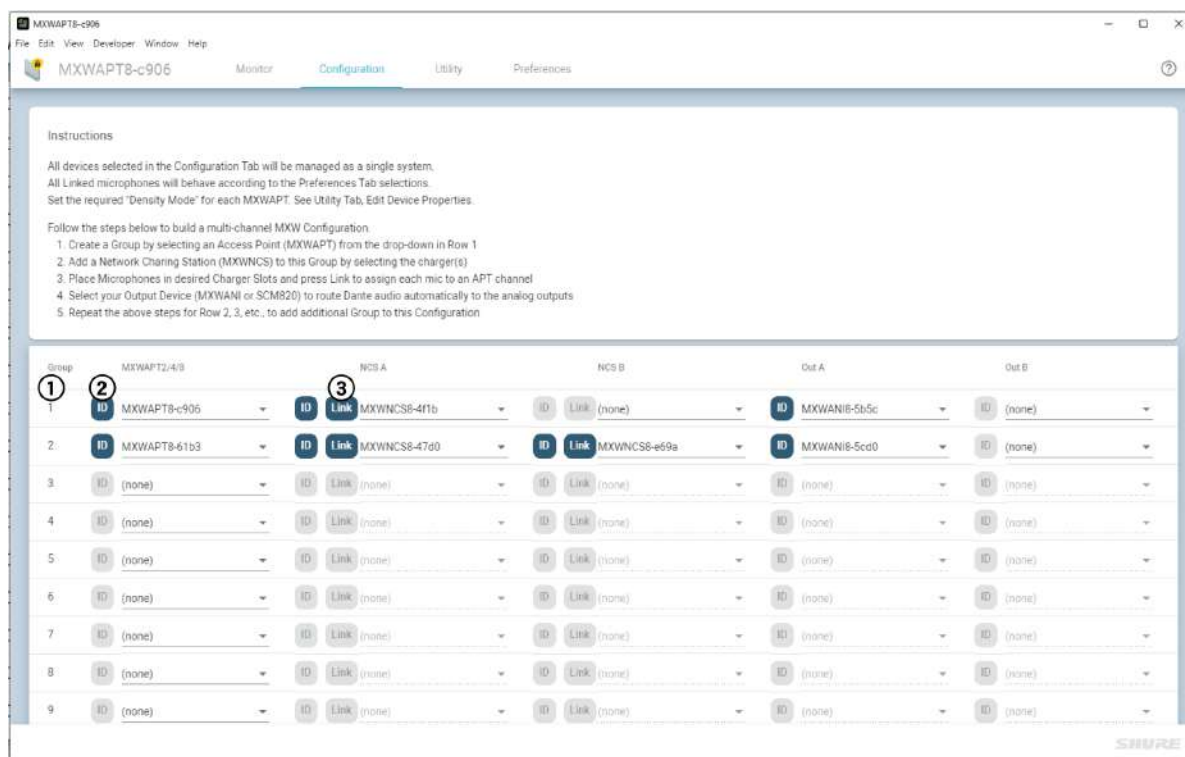 MXWAPT8-c906
File Edit View Developer Window Help
MXWAPT8-c906 Monitor Configuration Utility Preferences
Instructions
All devices selected in the Configuration Tab will be managed as a single system.
All Linked microphones will behave according to the Preferences Tab selections.
Set the required "Density Mode" for each MXWAPT. See Utility Tab, Edit Device Properties.
Follow the steps below to build a multi-channel MXW Configuration.
1. Create a Group by selecting an Access Point (MXWAPT) from the drop-down in Row 1
2. Add a Network Charing Station (MXWNCS) to this Group by selecting the charger(s)
3. Place Microphones in desired Charger Slots and press Link to assign each mic to an APT channel
4. Select your Output Device (MXWANI or SCM820) to route Dante audio automatically to the analog outputs
5. Repeat the above steps for Row 2, 3, etc., to add additional Group to this Configuration
Group MXWAPT2/4/8 NCS A NCS B Out A Out B
1 2 3
1 ID MXWAPT8-c906 ID Link MXWNCS8-4f1b ID Link (none) ID MXWANI8-5b5c ID (none)
2 ID MXWAPT8-61b3 ID Link MXWNCS8-47d0 ID Link MXWNCS8-e69a ID MXWANI8-5cd0 ID (none)
3 ID (none) ID Link (none) ID Link (none) ID (none) ID (none)
4 ID (none) ID Link (none) ID Link (none) ID (none) ID (none)
5 ID (none) ID Link (none) ID Link (none) ID (none) ID (none)
6 ID (none) ID Link (none) ID Link (none) ID (none) ID (none)
7 ID (none) ID Link (none) ID Link (none) ID (none) ID (none)
8 ID (none) ID Link (none) ID Link (none) ID (none) ID (none)
9 ID (none) ID Link (none) ID Link (none) ID (none) ID (none)
SHURE